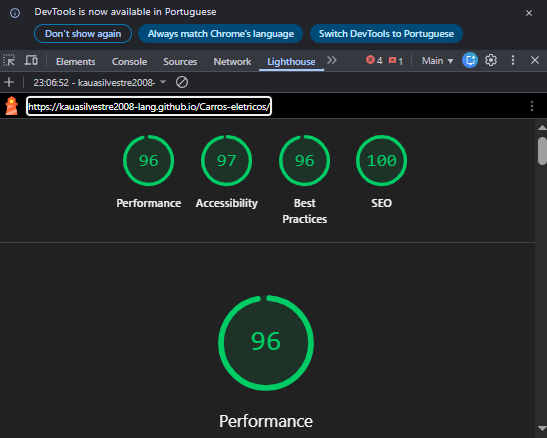 DevTools is now available in Portuguese
Don't show again Always match Chrome's language Switch DevTools to Portuguese
Elements Console Sources Network Lighthouse 4 1 Main
23:06:52 - kauasilvestre2008-
https://kauasilvestre2008-lang.github.io/Carros-eletricos/
96 97 96 100
Performance Accessibility Best Practices SEO
96
Performance